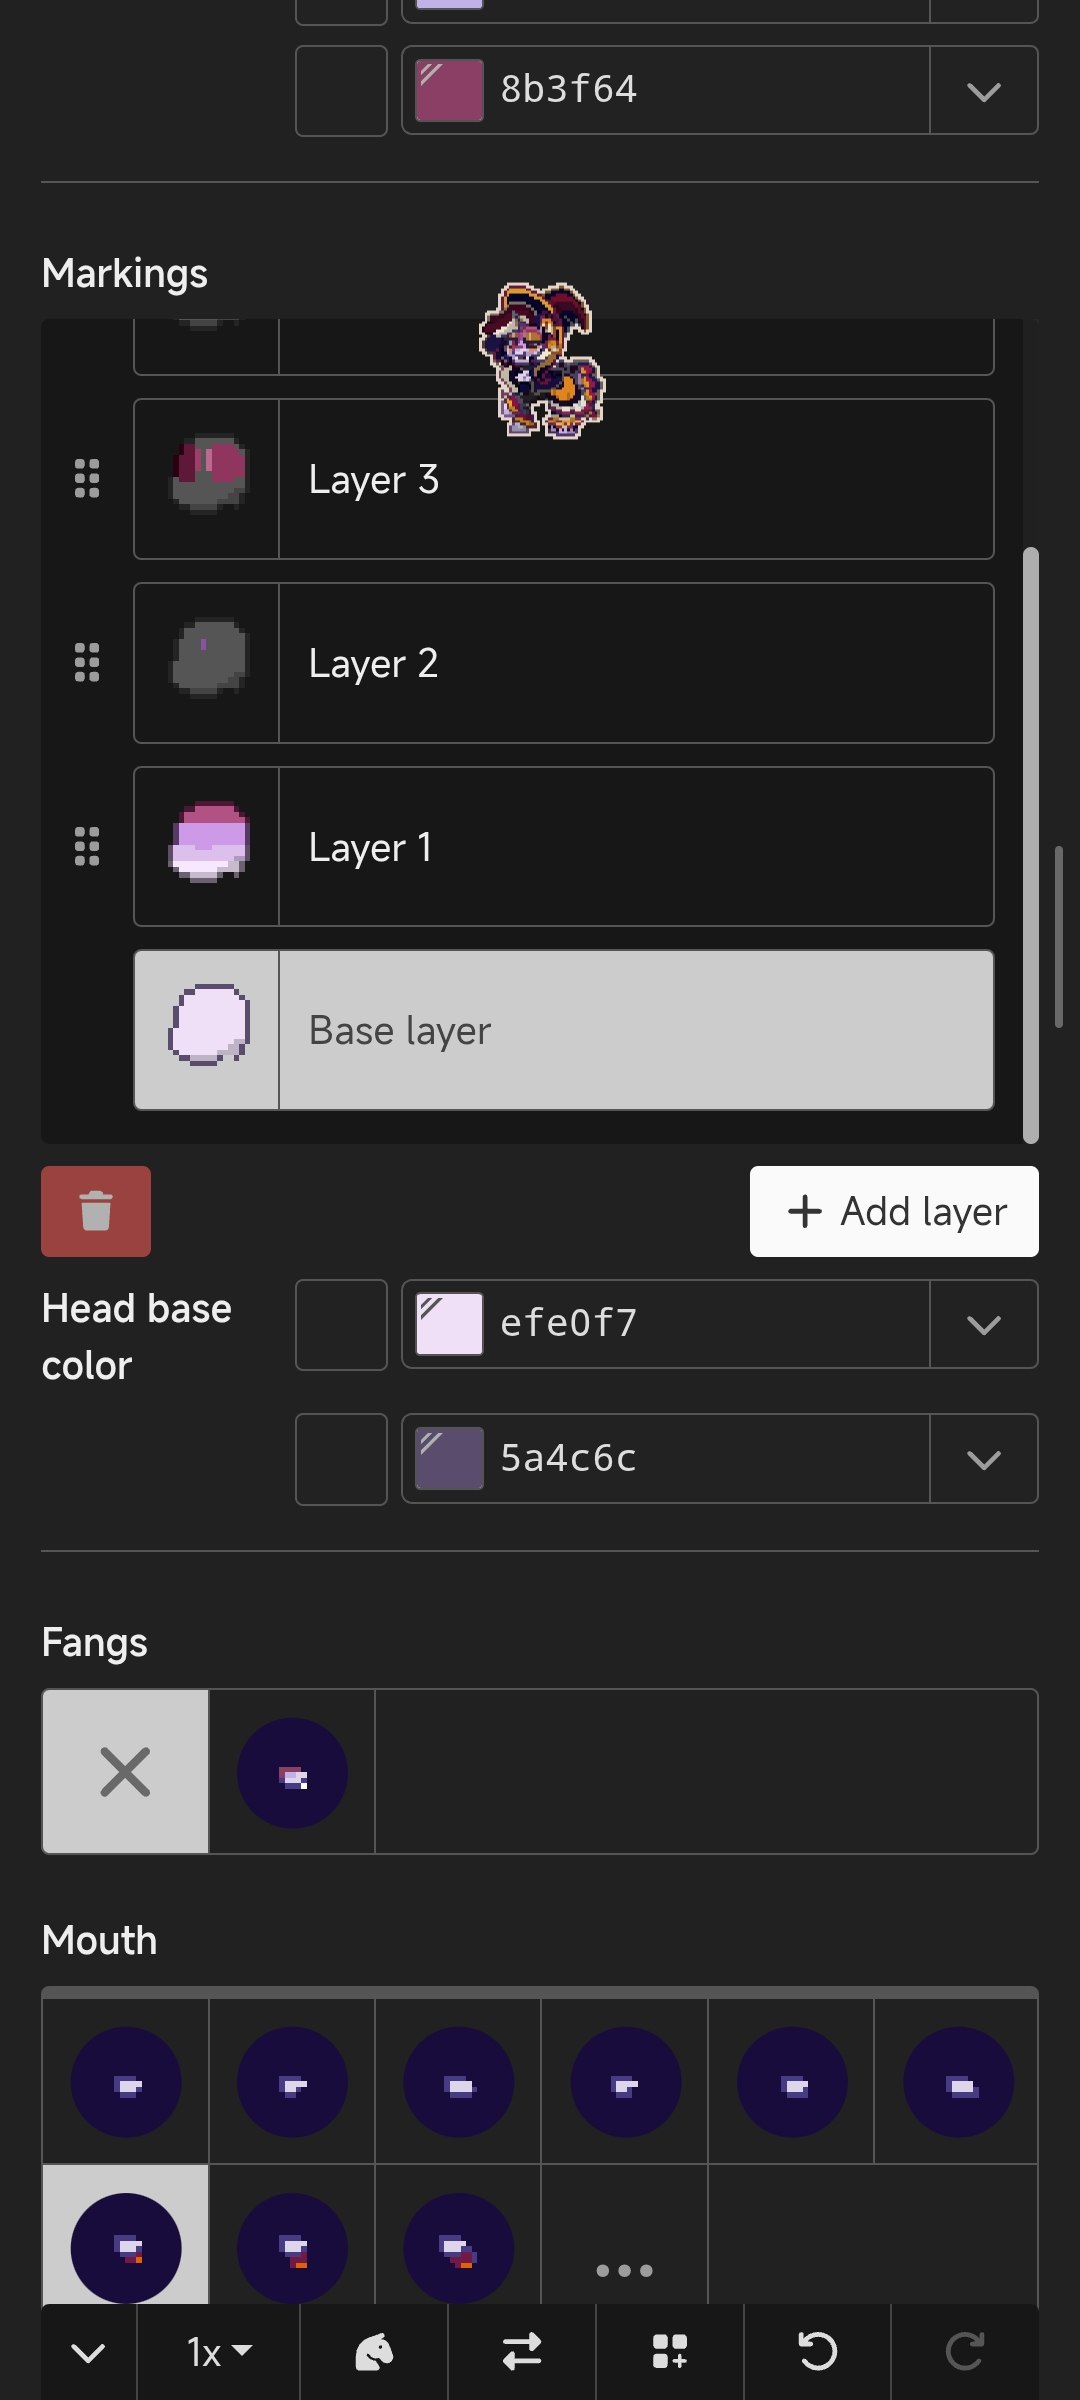 8b3f64
Markings
Layer 3
Layer 2
Layer 1
Base layer
Add layer
Head base
color
efe0f7
5a4c6c
Fangs
Mouth
1x